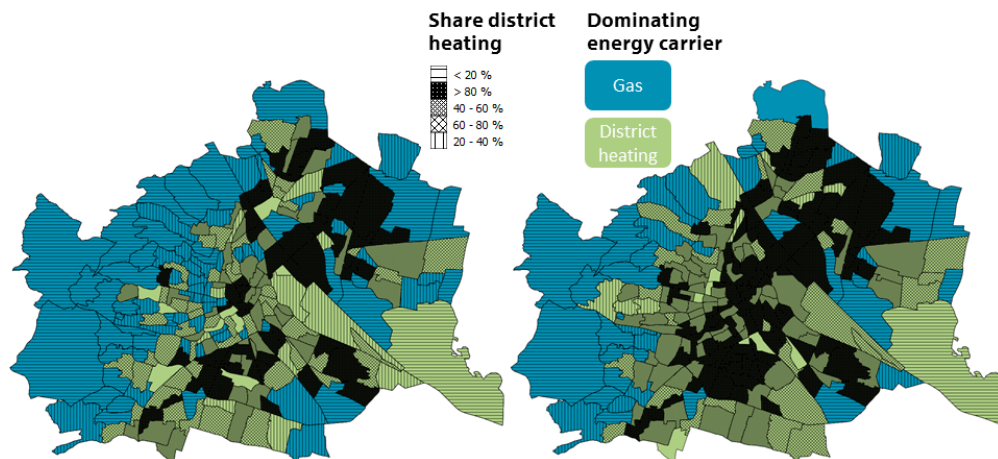 Share district
heating
< 20 %
> 80 %
40 - 60 %
60 - 80 %
20 - 40 %
Dominating
energy carrier
Gas
District
heating